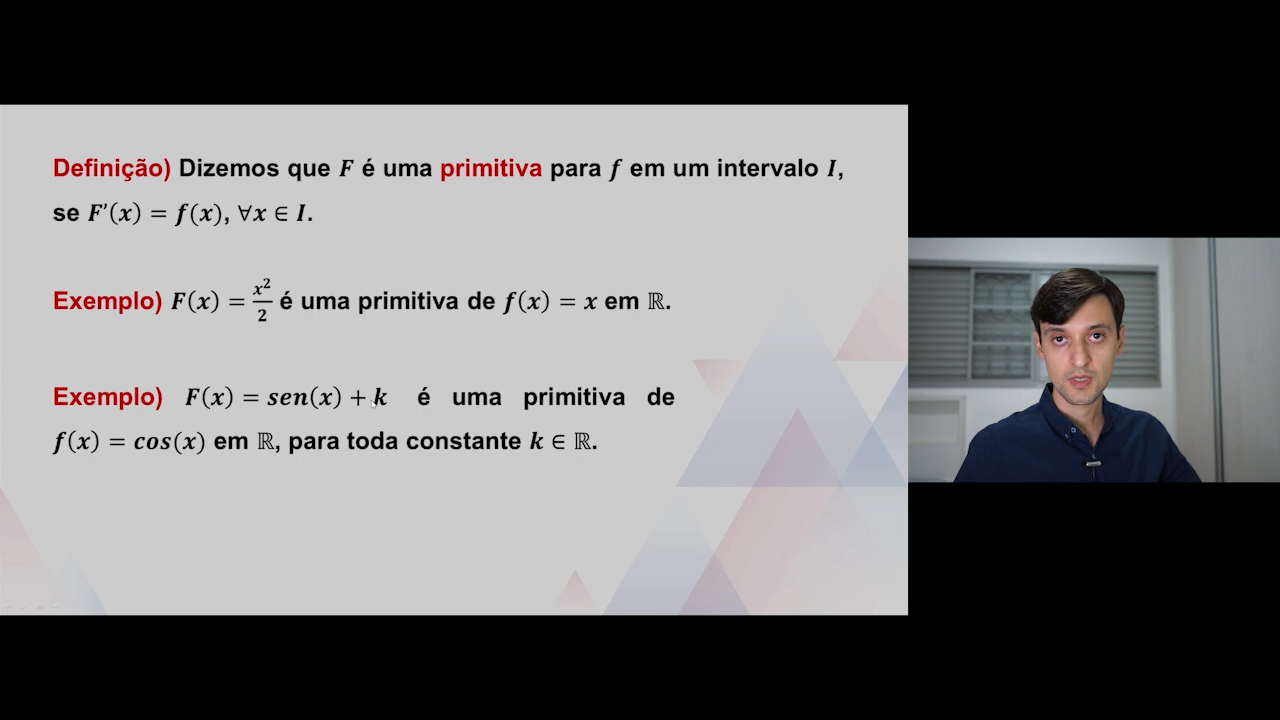 Definição) Dizemos que F é uma primitiva para f em um intervalo I,
se F'(x) = f(x), ∀x ∈ I.
Exemplo) F(x) = x²/2 é uma primitiva de f(x) = x em ℝ.
Exemplo) F(x) = sen(x) + k é uma primitiva de
f(x) = cos(x) em ℝ, para toda constante k ∈ ℝ.